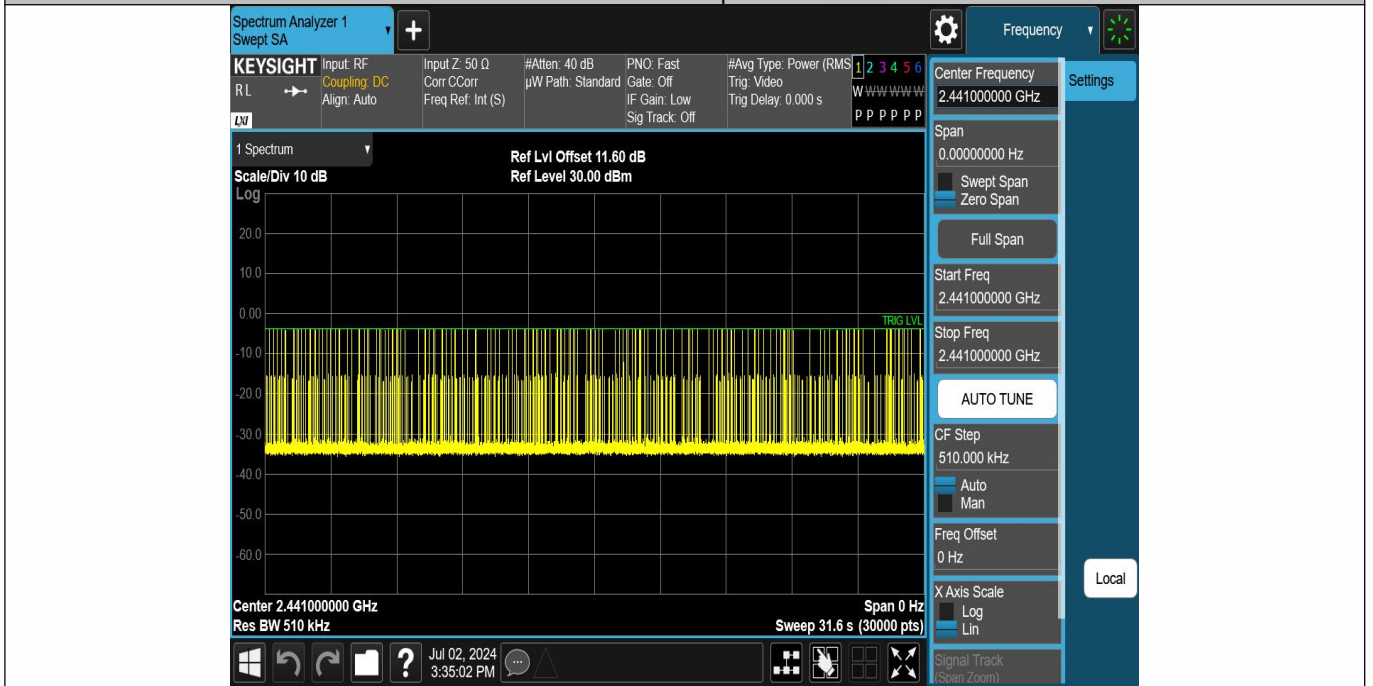 Spectrum Analyzer 1
Swept SA
Frequency
KEYSIGHT
RL
LXI
Input: RF
Coupling: DC
Align: Auto
Input Z: 50 Ω
Corr CCorr
Freq Ref: Int (S)
#Atten: 40 dB
µW Path: Standard
PNO: Fast
Gate: Off
IF Gain: Low
Sig Track: Off
#Avg Type: Power (RMS
Trig: Video
Trig Delay: 0.000 s
1 2 3 4 5 6
W W W W W W
P P P P P P
1 Spectrum
Scale/Div 10 dB
Ref Lvl Offset 11.60 dB
Ref Level 30.00 dBm
Log
20.0
10.0
0.00
-10.0
-20.0
-30.0
-40.0
-50.0
-60.0
TRIG LVL
Center 2.441000000 GHz
Res BW 510 kHz
Span 0 Hz
Sweep 31.6 s (30000 pts)
Center Frequency
2.441000000 GHz
Settings
Span
0.00000000 Hz
Swept Span
Zero Span
Full Span
Start Freq
2.441000000 GHz
Stop Freq
2.441000000 GHz
AUTO TUNE
CF Step
510.000 kHz
Auto
Man
Freq Offset
0 Hz
X Axis Scale
Log
Lin
Signal Track
(Span Zoom)
Local
?
Jul 02, 2024
3:35:02 PM